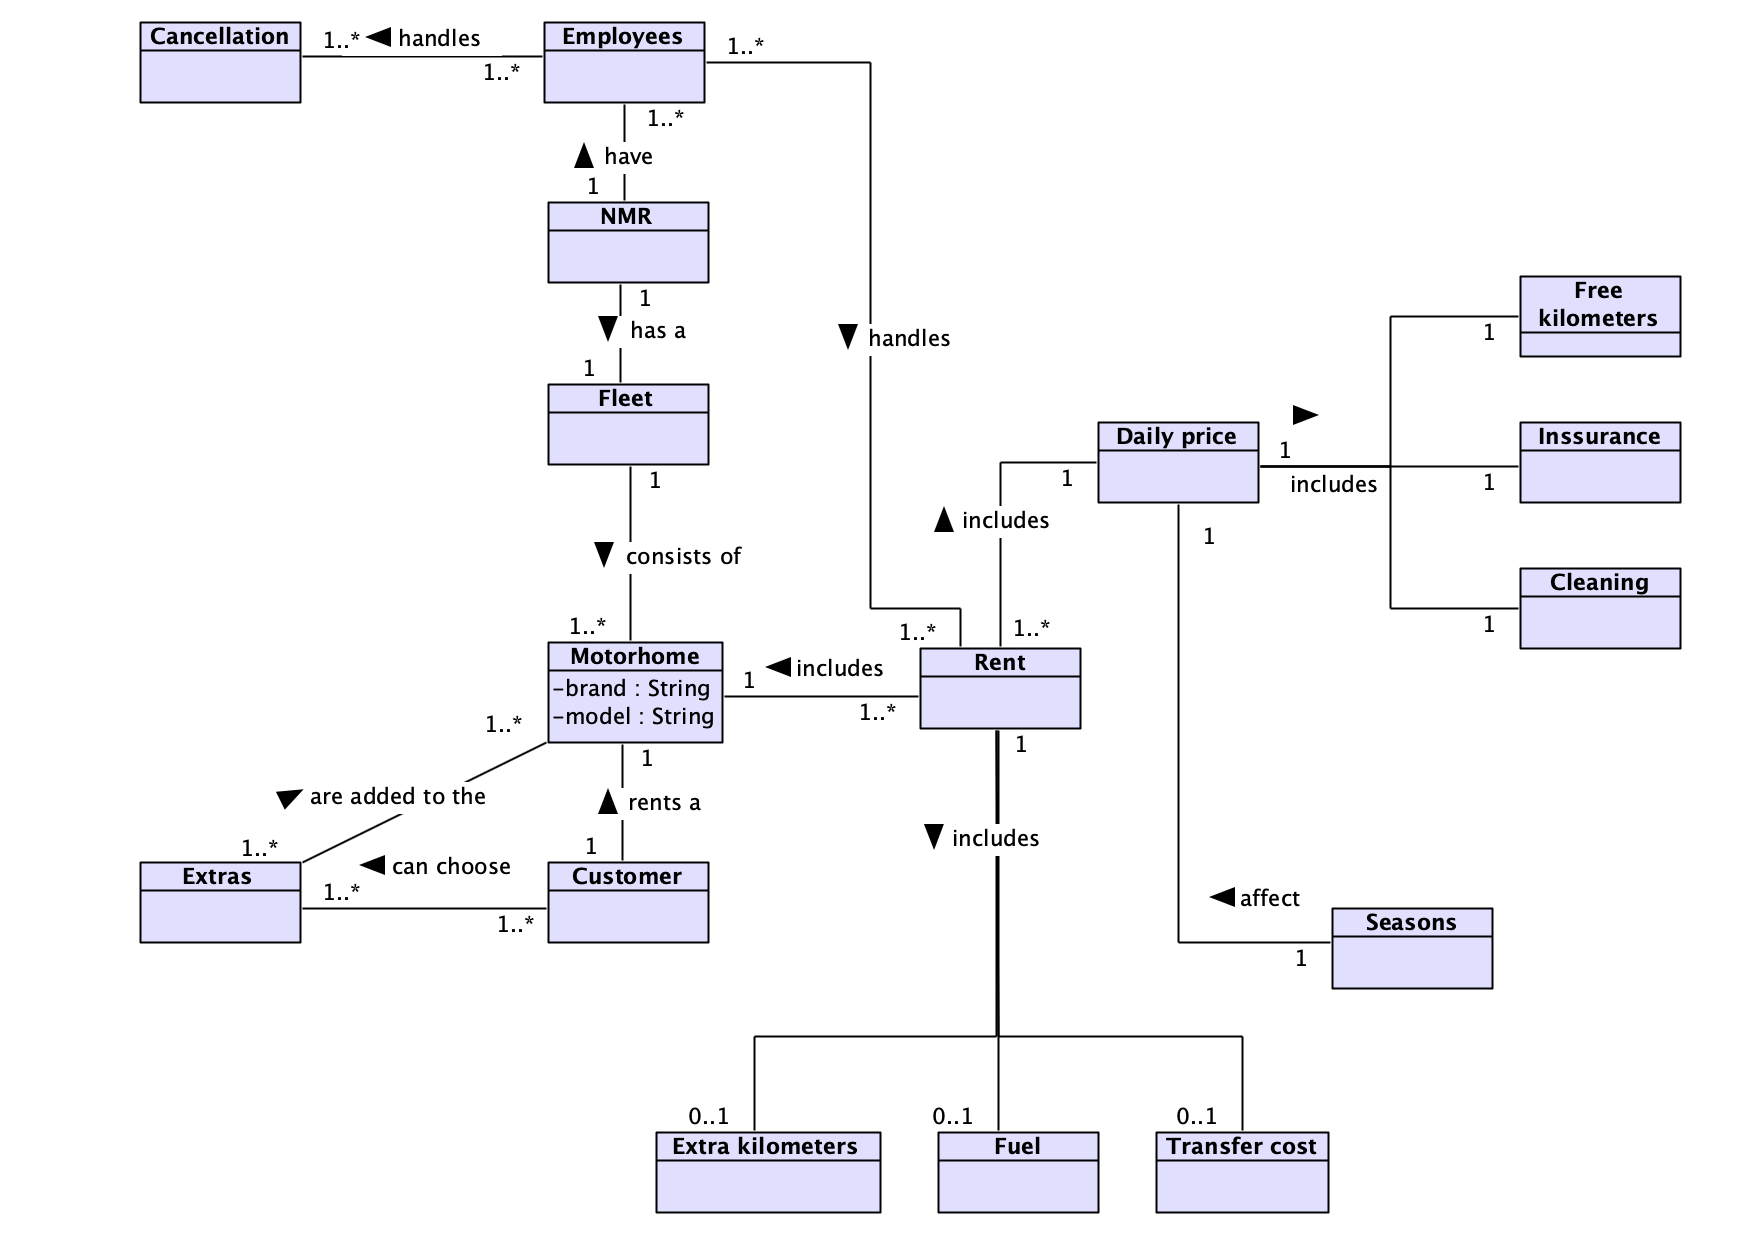 Cancellation
1..*
handles
1..*
Employees
1..*
1..*
have
1
NMR
1
has a
1
Fleet
1
consists of
1..*
Motorhome
-brand : String
-model : String
handles
1..*
1..*
Rent
1
includes
1..*
1
includes
1
Daily price
1
includes
1
Free
kilometers
1
Inssurance
1
Cleaning
1
affect
1
Seasons
1..*
are added to the
1..*
Extras
can choose
1..*
1..*
1
rents a
1
Customer
1
includes
0..1
Extra kilometers
0..1
Fuel
0..1
Transfer cost